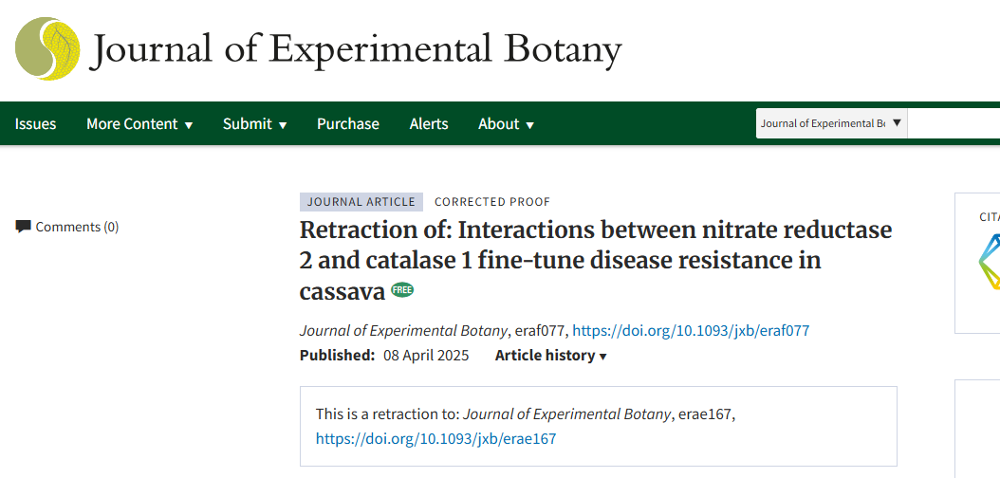 Journal of Experimental Botany
Issues More Content ▼ Submit ▼ Purchase Alerts About ▼ Journal of Experimental B ▼
Comments (0)
JOURNAL ARTICLE CORRECTED PROOF
Retraction of: Interactions between nitrate reductase
2 and catalase 1 fine-tune disease resistance in
cassava FREE
Journal of Experimental Botany, eraf077, https://doi.org/10.1093/jxb/eraf077
Published: 08 April 2025 Article history ▼
This is a retraction to: Journal of Experimental Botany, erae167,
https://doi.org/10.1093/jxb/erae167